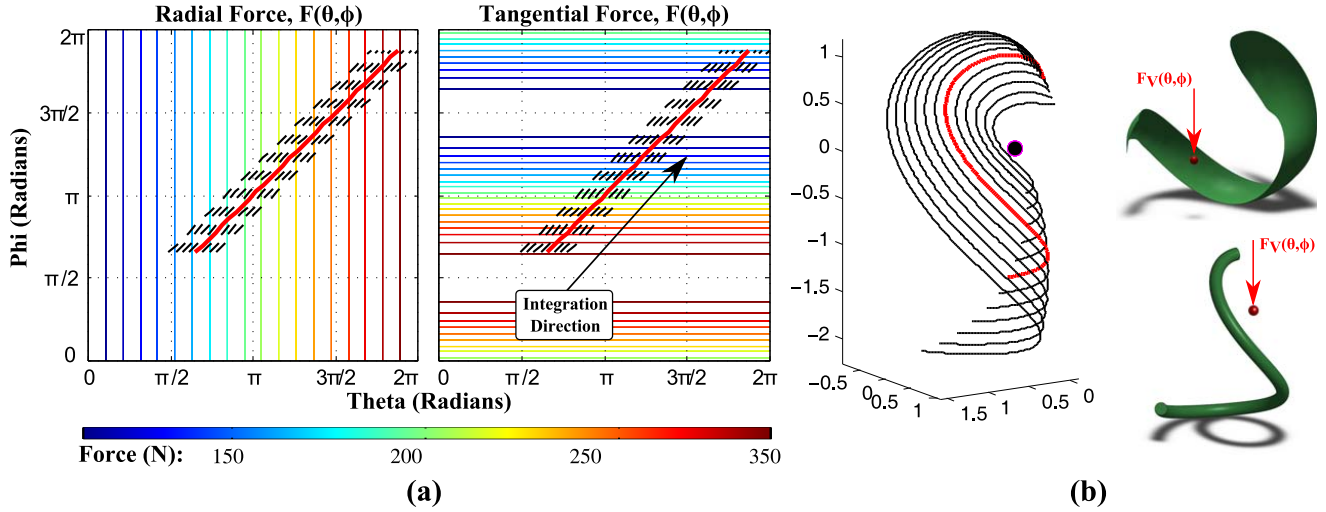 Radial Force, F(θ,ϕ)
Tangential Force, F(θ,ϕ)
Phi (Radians)
2π
3π/2
π
π/2
0
0 π/2 π 3π/2 2π
Integration
Direction
0 π/2 π 3π/2 2π
Theta (Radians)
Force (N): 150 200 250 350
(a)
1
0.5
0
-0.5
-1
-1.5
-2
-0.5 0 0.5 1
1.5 1 0.5 0
FV(θ,ϕ)
FV(θ,ϕ)
(b)